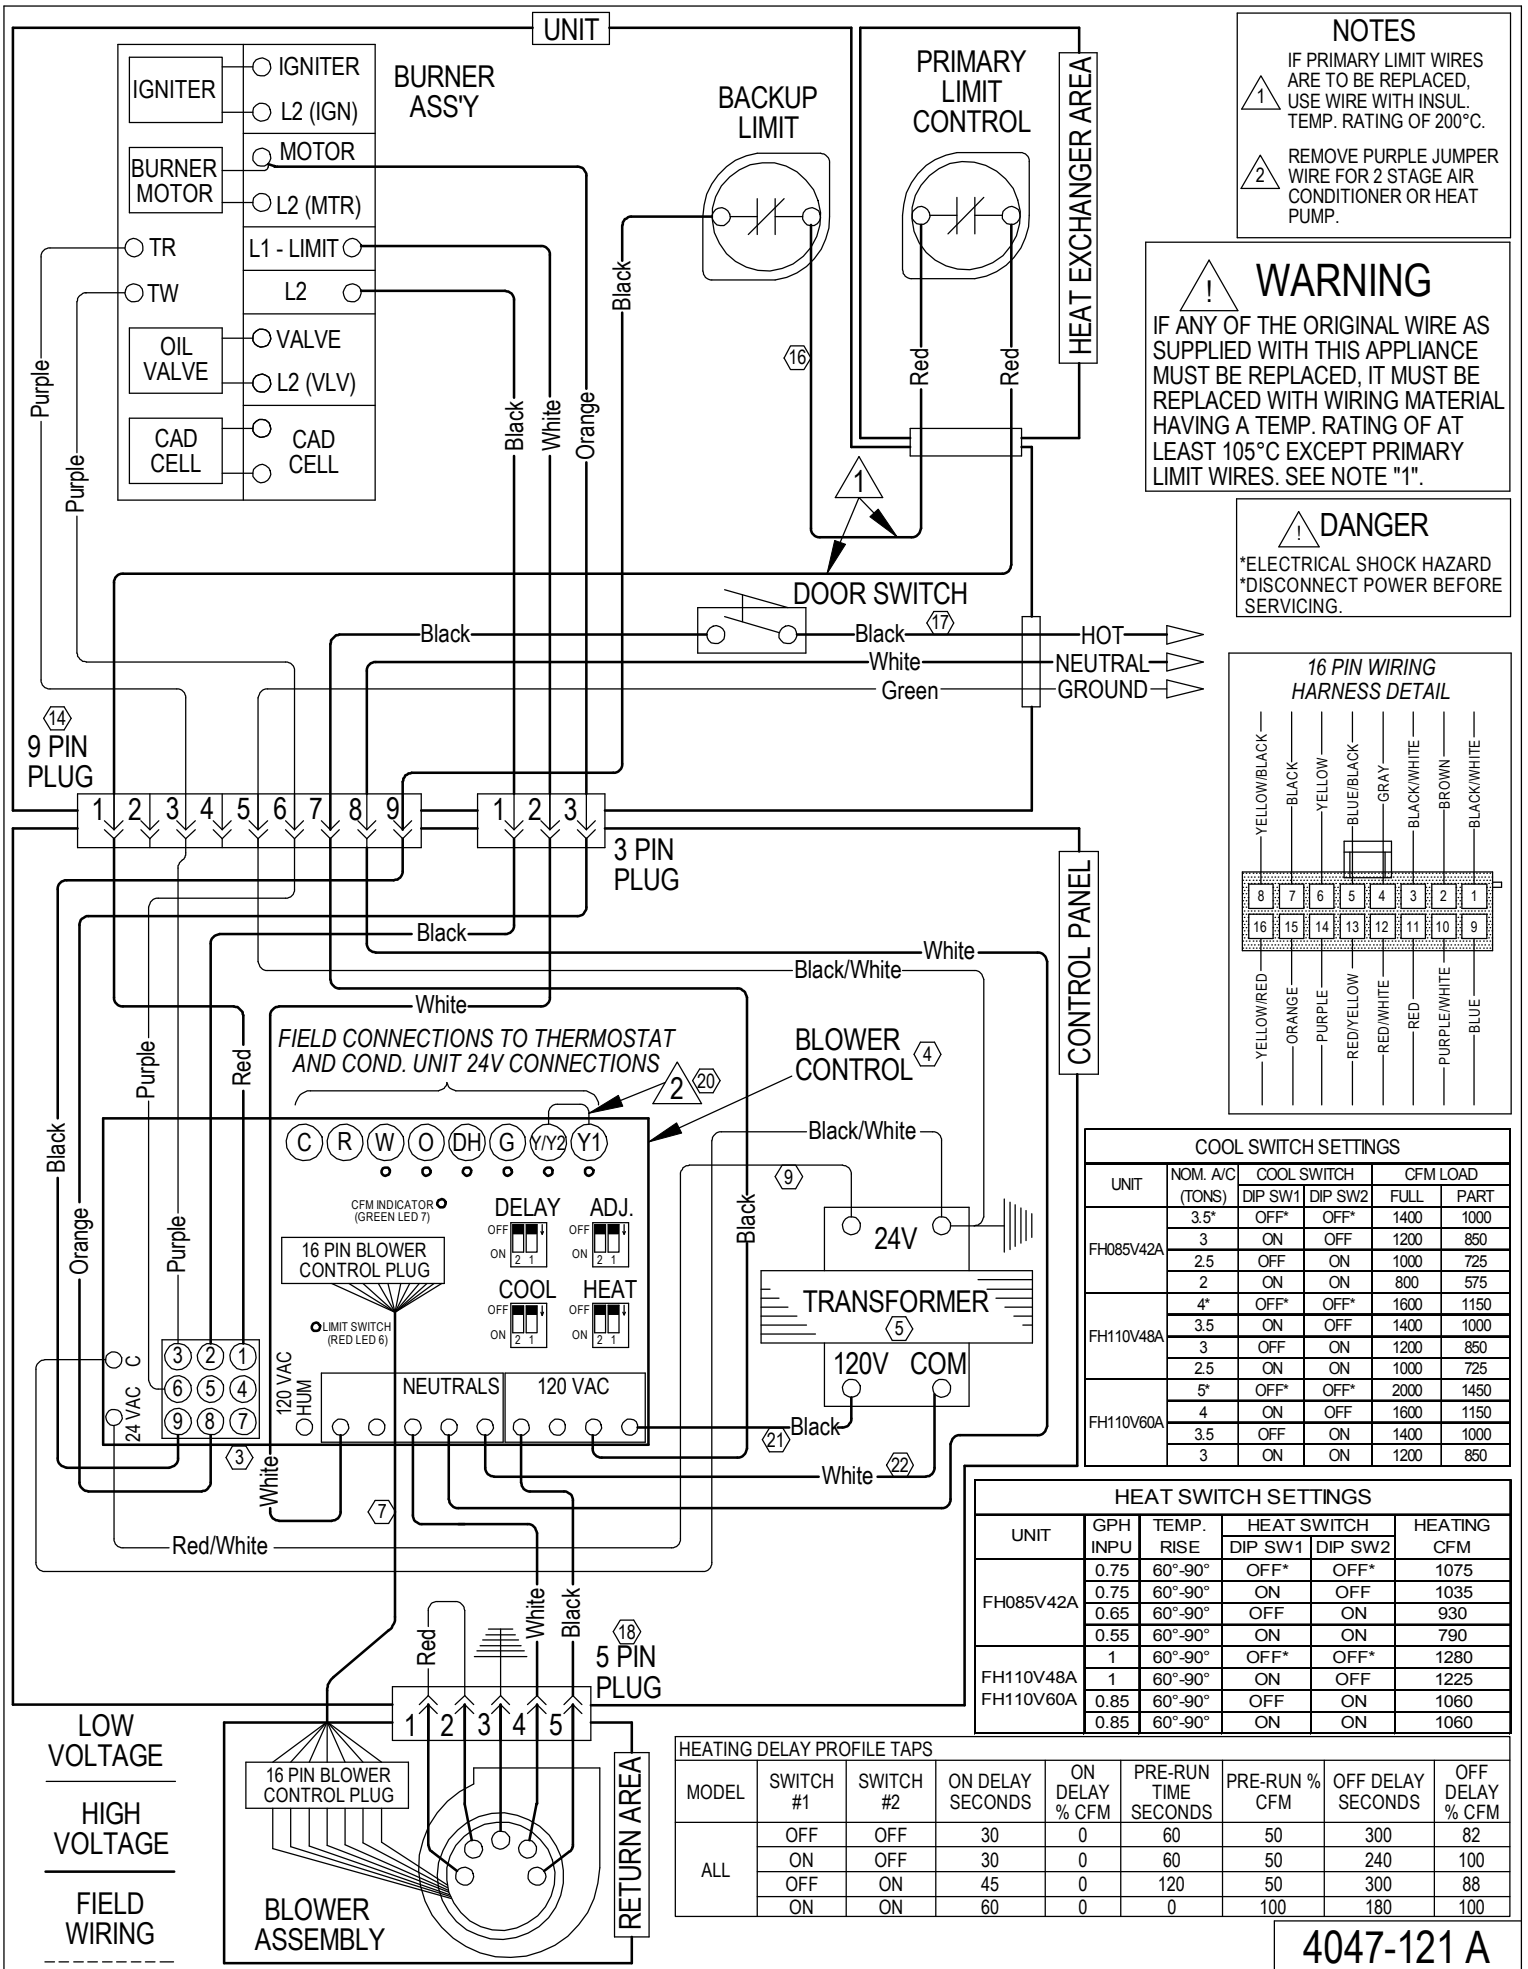 UNIT
IGNITER
IGNITER
L2 (IGN)
BURNER
ASS'Y
BURNER
MOTOR
MOTOR
L2 (MTR)
TR
L1 - LIMIT
TW
L2
OIL
VALVE
VALVE
L2 (VLV)
CAD
CELL
CAD
CELL
Purple
Purple
Black
White
Orange
Black
BACKUP
LIMIT
PRIMARY
LIMIT
CONTROL
HEAT EXCHANGER AREA
16
Red
Red
1
NOTES
1
IF PRIMARY LIMIT WIRES
ARE TO BE REPLACED,
USE WIRE WITH INSUL.
TEMP. RATING OF 200°C.
2
REMOVE PURPLE JUMPER
WIRE FOR 2 STAGE AIR
CONDITIONER OR HEAT
PUMP.
! WARNING
IF ANY OF THE ORIGINAL WIRE AS
SUPPLIED WITH THIS APPLIANCE
MUST BE REPLACED, IT MUST BE
REPLACED WITH WIRING MATERIAL
HAVING A TEMP. RATING OF AT
LEAST 105°C EXCEPT PRIMARY
LIMIT WIRES. SEE NOTE "1".
! DANGER
*ELECTRICAL SHOCK HAZARD
*DISCONNECT POWER BEFORE
SERVICING.
DOOR SWITCH
Black
Black
17
HOT
White
NEUTRAL
Green
GROUND
14
9 PIN
PLUG
1 2 3 4 5 6 7 8 9
1 2 3
3 PIN
PLUG
16 PIN WIRING
HARNESS DETAIL
YELLOW/BLACK
BLACK
YELLOW
BLUE/BLACK
GRAY
BLACK/WHITE
BROWN
BLACK/WHITE
8 7 6 5 4 3 2 1
16 15 14 13 12 11 10 9
YELLOW/RED
ORANGE
PURPLE
RED/YELLOW
RED/WHITE
RED
PURPLE/WHITE
BLUE
CONTROL PANEL
Black
White
Black/White
White
FIELD CONNECTIONS TO THERMOSTAT
AND COND. UNIT 24V CONNECTIONS
BLOWER
CONTROL
4
2
20
Purple
Red
Black
Orange
Purple
C R W O DH G Y/Y2 Y1
Black/White
9
Black
CFM INDICATOR
(GREEN LED 7)
DELAY
OFF
ON
2 1
ADJ.
OFF
ON
2 1
16 PIN BLOWER
CONTROL PLUG
COOL
OFF
ON
2 1
HEAT
OFF
ON
2 1
LIMIT SWITCH
(RED LED 6)
24V
TRANSFORMER
5
120V COM
C
24 VAC
3 2 1
6 5 4
9 8 7
3
120 VAC
HUM
NEUTRALS
120 VAC
Black
21
White
22
White
7
Red/White
Red
White
Black
18
5 PIN
PLUG
1 2 3 4 5
COOL SWITCH SETTINGS
UNIT NOM. A/C (TONS) COOL SWITCH CFM LOAD
DIP SW1 DIP SW2 FULL PART
FH085V42A
3.5* OFF* OFF* 1400 1000
3 ON OFF 1200 850
2.5 OFF ON 1000 725
2 ON ON 800 575
FH110V48A
4* OFF* OFF* 1600 1150
3.5 ON OFF 1400 1000
3 OFF ON 1200 850
2.5 ON ON 1000 725
FH110V60A
5* OFF* OFF* 2000 1450
4 ON OFF 1600 1150
3.5 OFF ON 1400 1000
3 ON ON 1200 850
HEAT SWITCH SETTINGS
UNIT GPH INPU TEMP. RISE HEAT SWITCH HEATING CFM
DIP SW1 DIP SW2
FH085V42A
0.75 60°-90° OFF* OFF* 1075
0.75 60°-90° ON OFF 1035
0.65 60°-90° OFF ON 930
0.55 60°-90° ON ON 790
FH110V48A
FH110V60A
1 60°-90° OFF* OFF* 1280
1 60°-90° ON OFF 1225
0.85 60°-90° OFF ON 1060
0.85 60°-90° ON ON 1060
LOW
VOLTAGE
HIGH
VOLTAGE
FIELD
WIRING
16 PIN BLOWER
CONTROL PLUG
BLOWER
ASSEMBLY
RETURN AREA
HEATING DELAY PROFILE TAPS
MODEL SWITCH #1 SWITCH #2 ON DELAY SECONDS ON DELAY % CFM PRE-RUN TIME SECONDS PRE-RUN % CFM OFF DELAY SECONDS OFF DELAY % CFM
ALL
OFF OFF 30 0 60 50 300 82
ON OFF 30 0 60 50 240 100
OFF ON 45 0 120 50 300 88
ON ON 60 0 0 100 180 100
4047-121 A